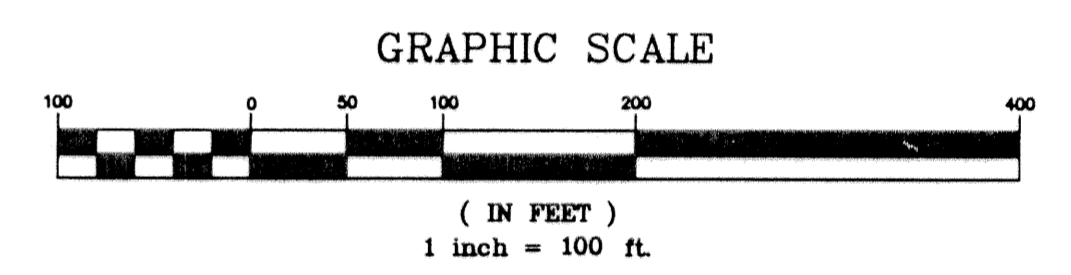 GRAPHIC SCALE
100 0 50 100 200 400
( IN FEET )
1 inch = 100 ft.